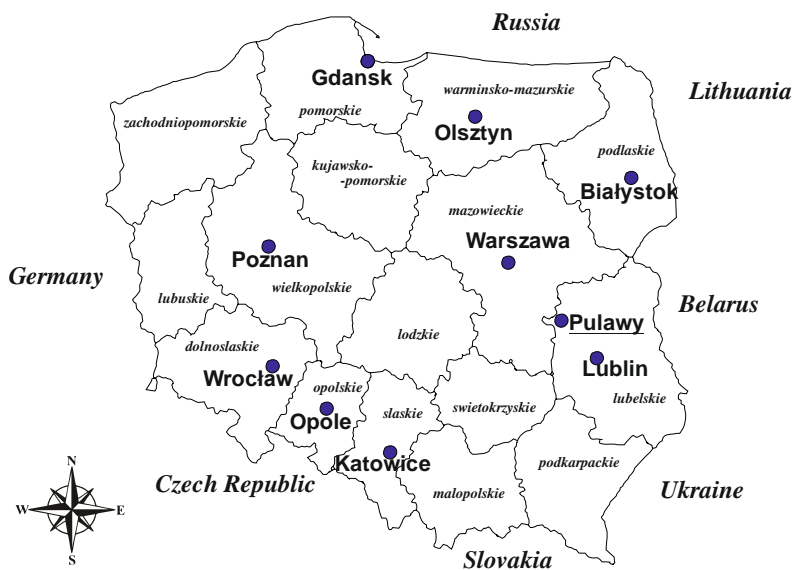 Russia
Gdansk
pomorskie
warminsko-mazurskie
Lithuania
zachodniopomorskie
Olsztyn
kujawsko-
-pomorskie
podlaskie
Białystok
mazowieckie
Warszawa
Poznan
Germany
wielkopolskie
lubuskie
Belarus
Pulawy
lodzkie
dolnoslaskie
Wrocław
Lublin
opolskie
Opole
slaskie
swietokrzyskie
lubelskie
Katowice
podkarpackie
Czech Republic
malopolskie
Ukraine
N
W
E
S
Slovakia